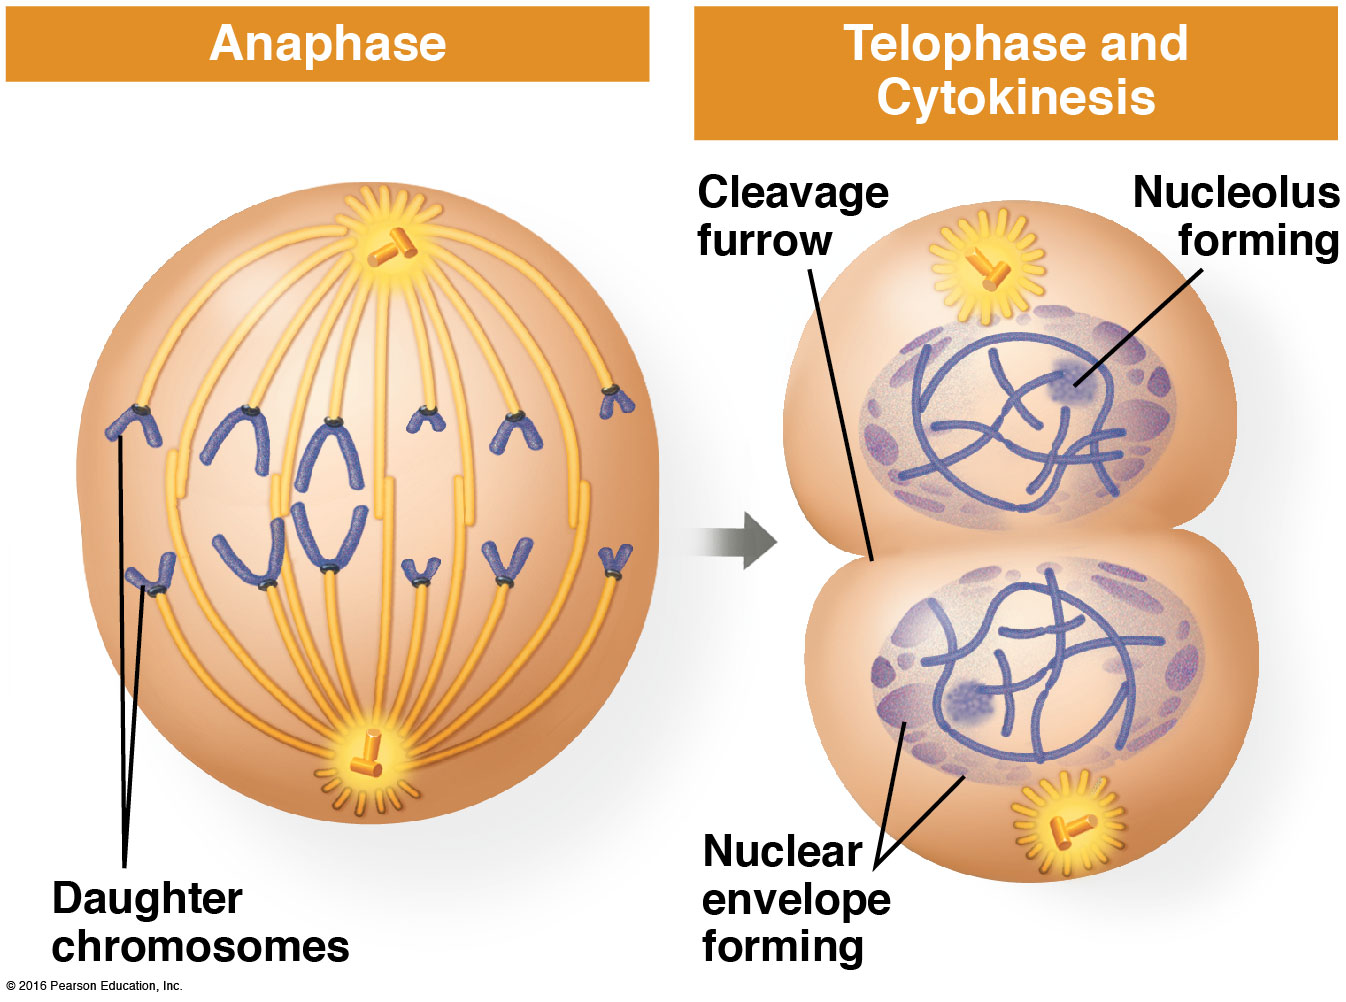 Anaphase
Telophase and
Cytokinesis
Cleavage
furrow
Nucleolus
forming
Daughter
chromosomes
Nuclear
envelope
forming
© 2016 Pearson Education, Inc.